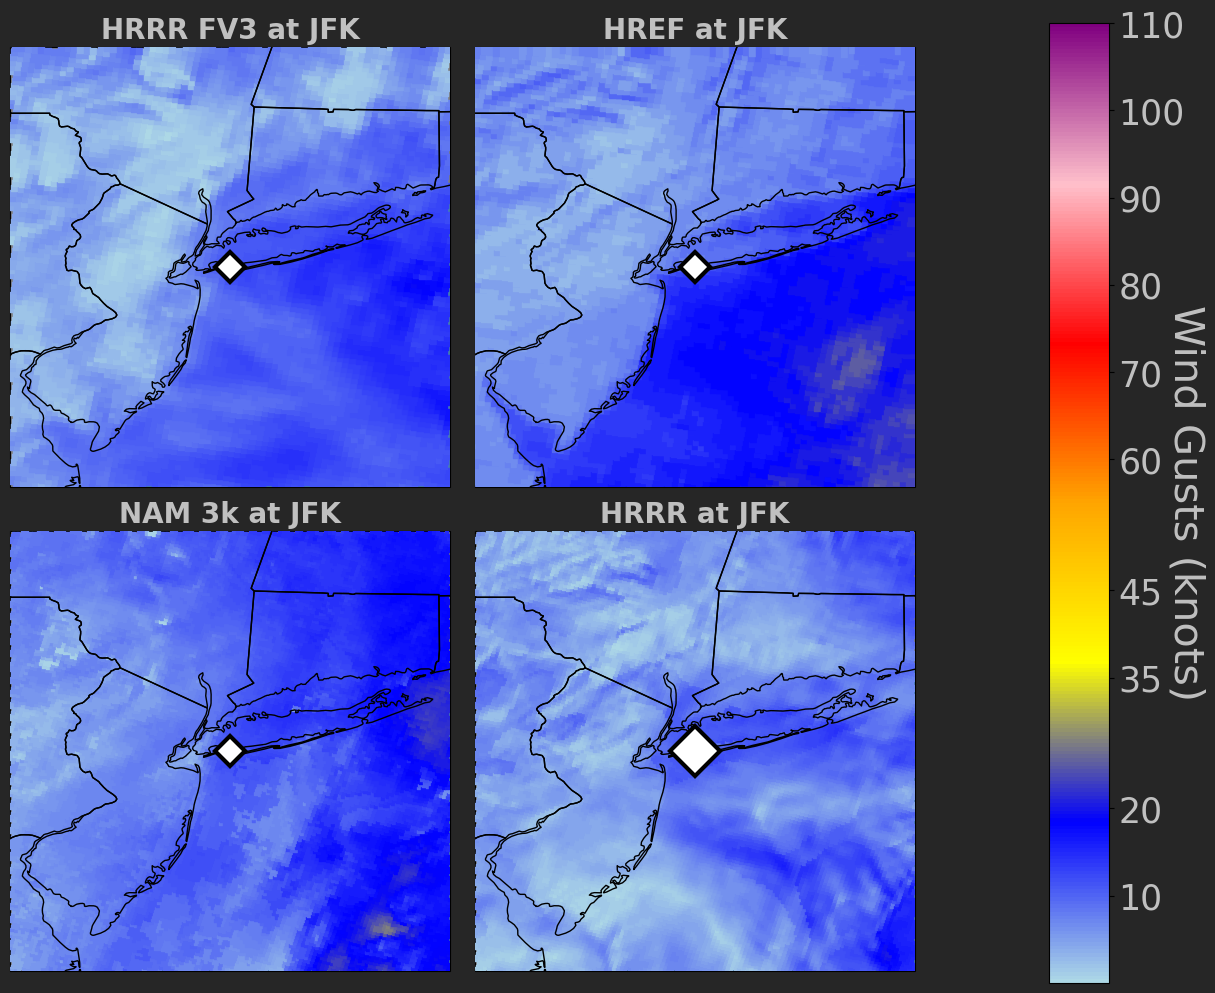 HRRR FV3 at JFK
HREF at JFK
NAM 3k at JFK
HRRR at JFK
110
100
90
80
70
60
45
35
20
10
Wind Gusts (knots)